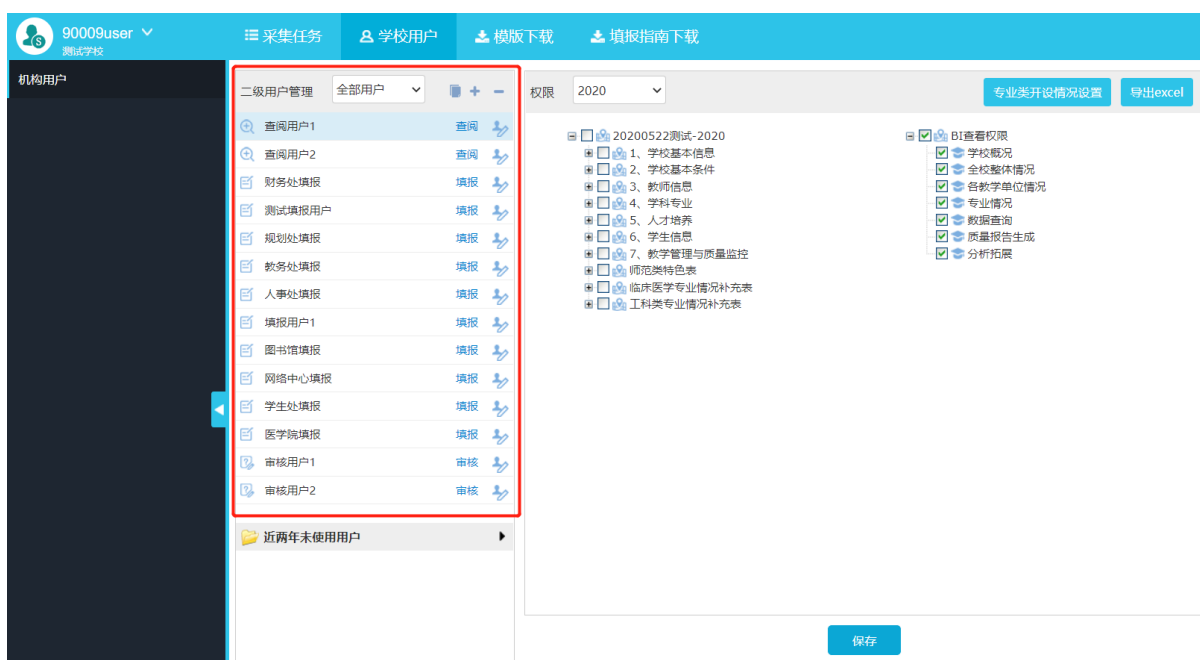 90009user
测试学校
采集任务
学校用户
模版下载
填报指南下载
机构用户
二级用户管理
全部用户
查阅用户1 查阅
查阅用户2 查阅
财务处填报 填报
测试填报用户 填报
规划处填报 填报
教务处填报 填报
人事处填报 填报
填报用户1 填报
图书馆填报 填报
网络中心填报 填报
学生处填报 填报
医学院填报 填报
审核用户1 审核
审核用户2 审核
近两年未使用用户
权限
2020
专业类开设情况设置
导出excel
20200522测试-2020
1、学校基本信息
2、学校基本条件
3、教师信息
4、学科专业
5、人才培养
6、学生信息
7、教学管理与质量监控
师范类特色表
临床医学专业情况补充表
工科类专业情况补充表
BI查看权限
学校概况
全校整体情况
各教学单位情况
专业情况
数据查询
质量报告生成
分析拓展
保存